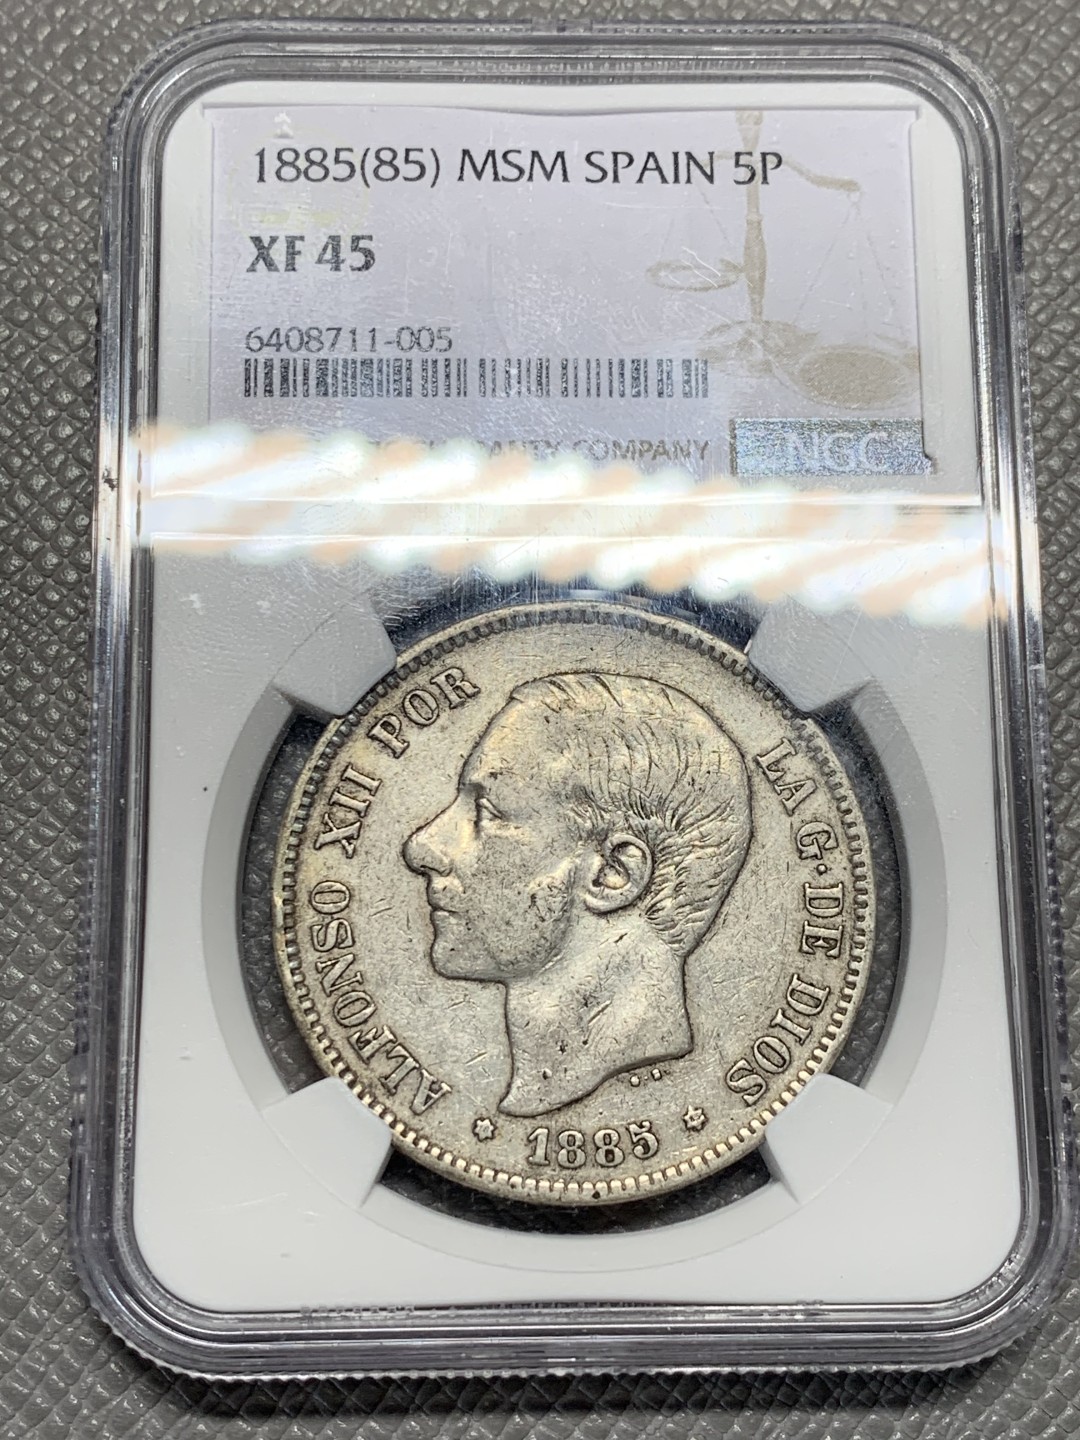 1885(85) MSM SPAIN 5P
XF 45
6408711-005
COMPANY
NGC
ALFONSO XII POR LA G· DE DIOS
* 1885 *